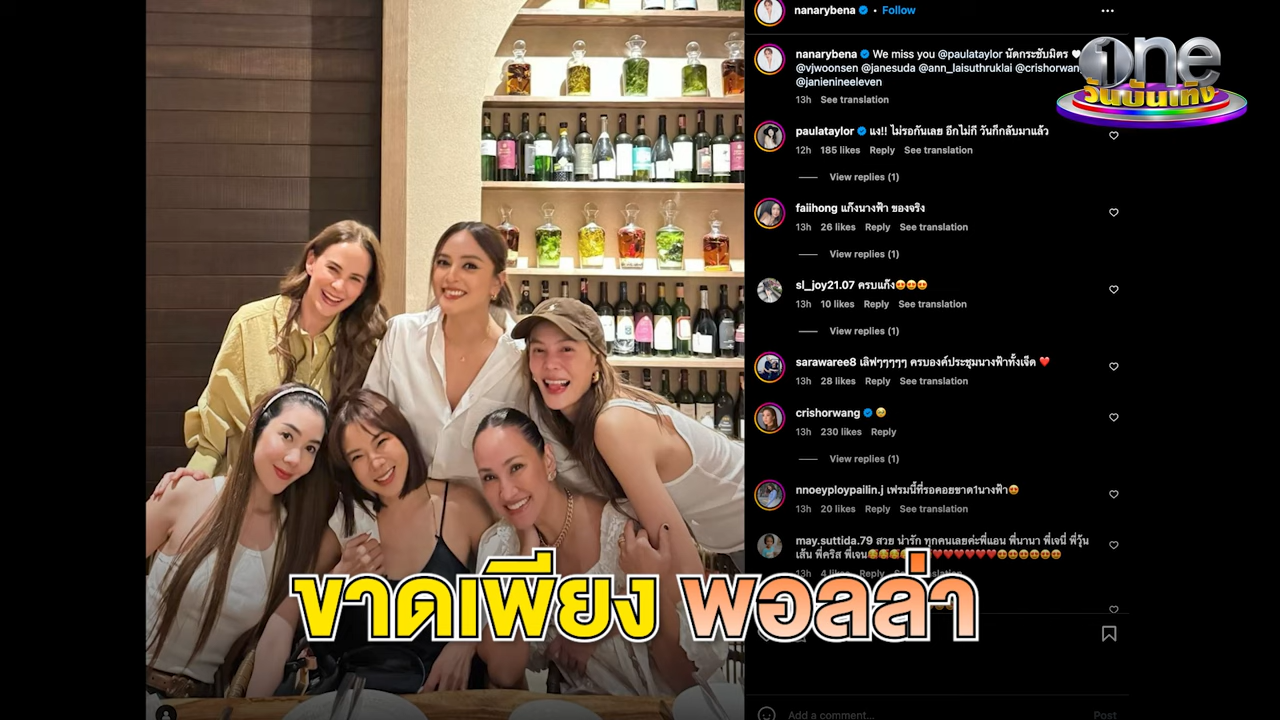 nanarybena • Follow
nanarybena We miss you @paulataylor นัดกระชับมิตร ♥
@vjwoonsen @janesuda @ann_laisuthruklai @crishorwang
@janienineeleven
13h See translation
one
วันบันเทิง
paulataylor แง!! ไม่รอกันเลย อีกไม่กี่ วันก็กลับมาแล้ว
12h 185 likes Reply See translation
View replies (1)
faiihong แก๊งนางฟ้า ของจริง
13h 26 likes Reply See translation
View replies (1)
sl_joy21.07 ครบแก๊ง😍😍😍
13h 10 likes Reply See translation
View replies (1)
sarawaree8 เลิฟๆๆๆๆๆ ครบองค์ประชุมนางฟ้าทั้งเจ็ด ❤️
13h 28 likes Reply See translation
crishorwang 🥹
13h 230 likes Reply
View replies (1)
nnoeyploypailin.j เฟรมนี้ที่รอคอยขาด1นางฟ้า😍
13h 20 likes Reply See translation
may.suttida.79 สวย น่ารัก ทุกคนเลยค่ะพี่แอน พี่นานา พี่เจนี่ พี่วุ้น
เส้น พี่คริส พี่เจน
13h 4 likes Reply See translation
ขาดเพียง พอลล่า
Add a comment... Post